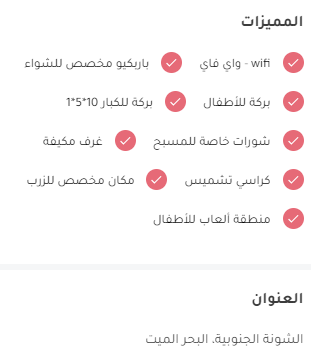 المميزات
wifi - واي فاي باربكيو مخصص للشواء
بركة للأطفال بركة للكبار 10*5*1
شورات خاصة للمسبح غرف مكيفة
كراسي تشميس مكان مخصص للزرب
منطقة ألعاب للأطفال
العنوان
الشونة الجنوبية، البحر الميت